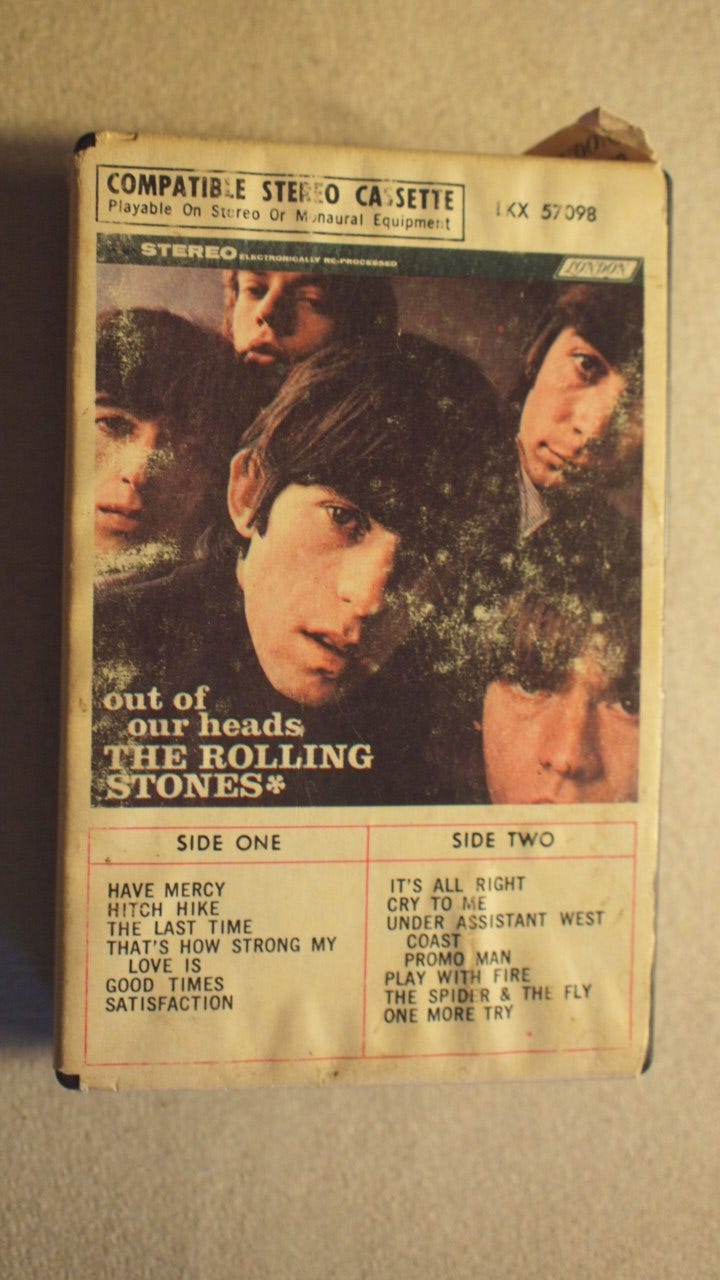 COMPATIBLE STEREO CASSETTE
Playable On Stereo Or Monaural Equipment
KX 57098
STEREO ELECTRONICALLY RE-PROCESSED
LONDON
out of
our heads
THE ROLLING
STONES*
SIDE ONE
HAVE MERCY
HITCH HIKE
THE LAST TIME
THAT'S HOW STRONG MY
LOVE IS
GOOD TIMES
SATISFACTION
SIDE TWO
IT'S ALL RIGHT
CRY TO ME
UNDER ASSISTANT WEST
COAST
PROMO MAN
PLAY WITH FIRE
THE SPIDER & THE FLY
ONE MORE TRY